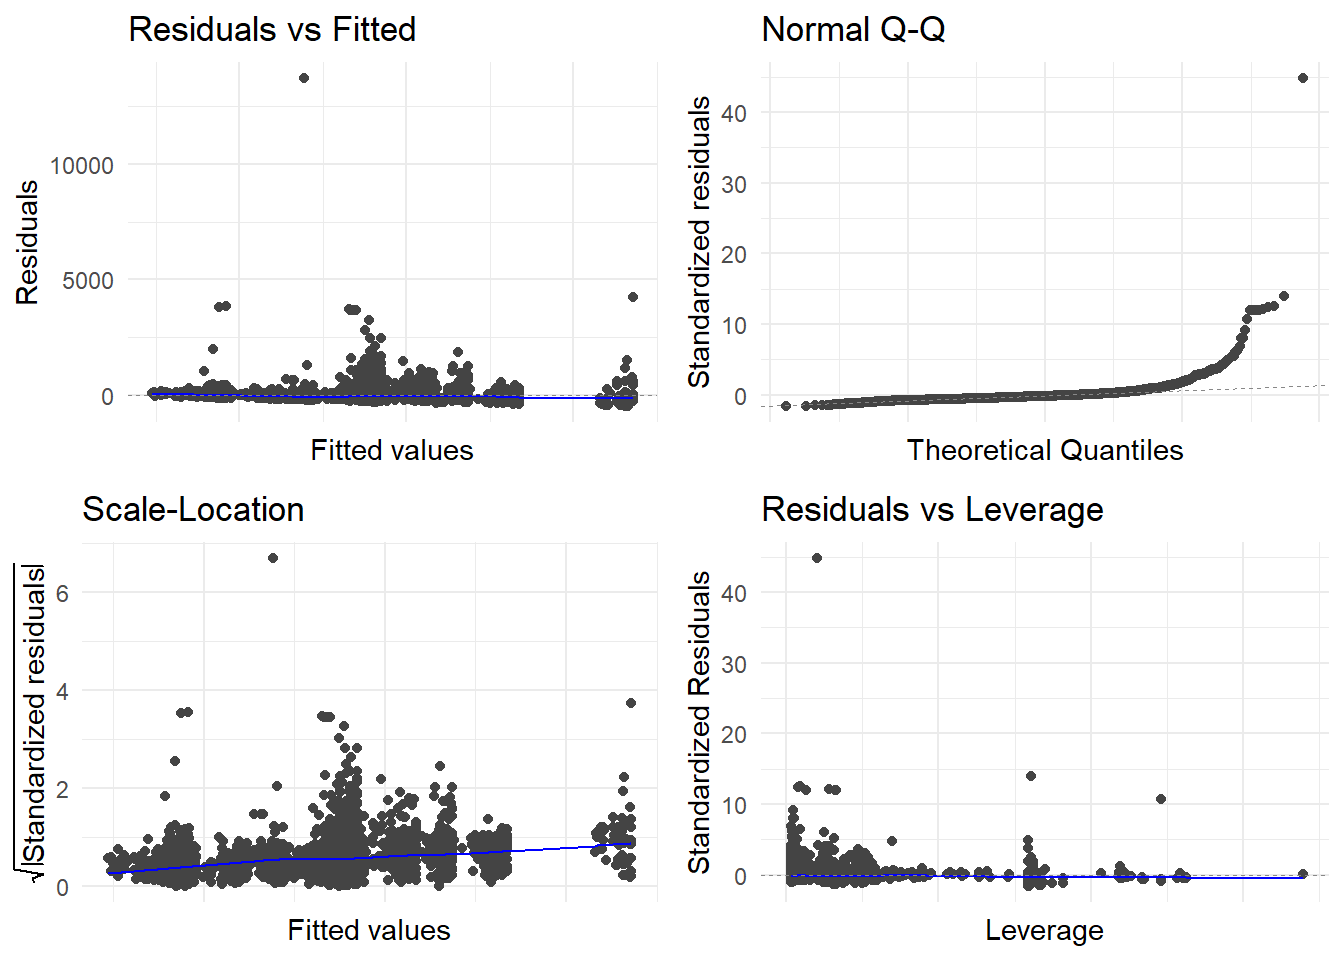 Residuals vs Fitted
Residuals
10000
5000
0
Fitted values
Normal Q-Q
Standardized residuals
40
30
20
10
0
Theoretical Quantiles
Scale-Location
√|Standardized residuals|
6
4
2
0
Fitted values
Residuals vs Leverage
Standardized Residuals
40
30
20
10
0
Leverage